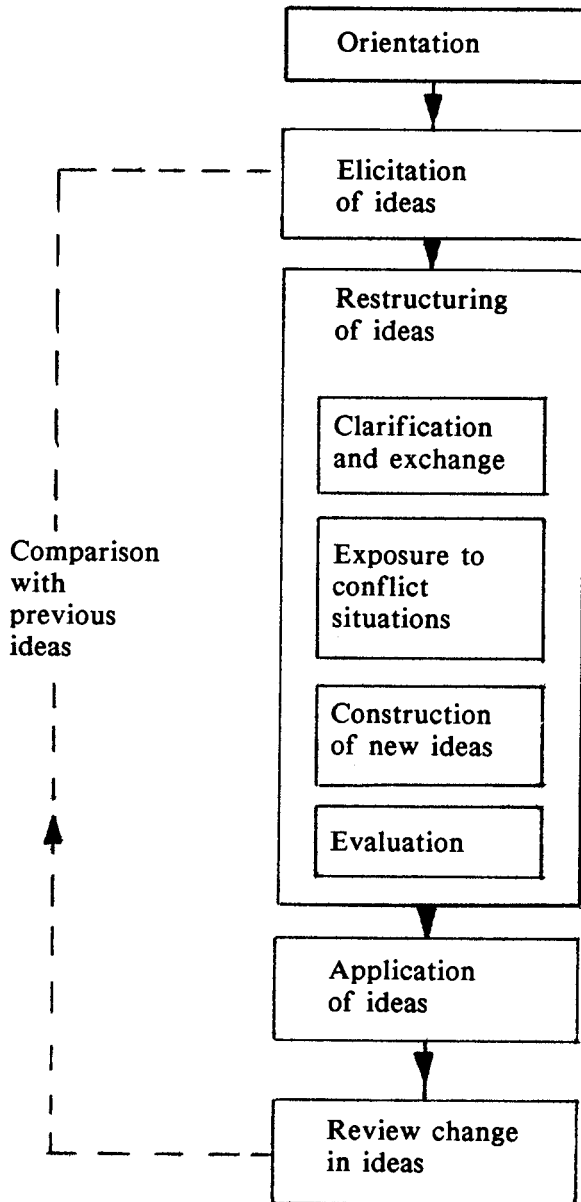 Orientation
Elicitation
of ideas
Restructuring
of ideas
Clarification
and exchange
Exposure to
conflict
situations
Comparison
with
previous
ideas
Construction
of new ideas
Evaluation
Application
of ideas
Review change
in ideas